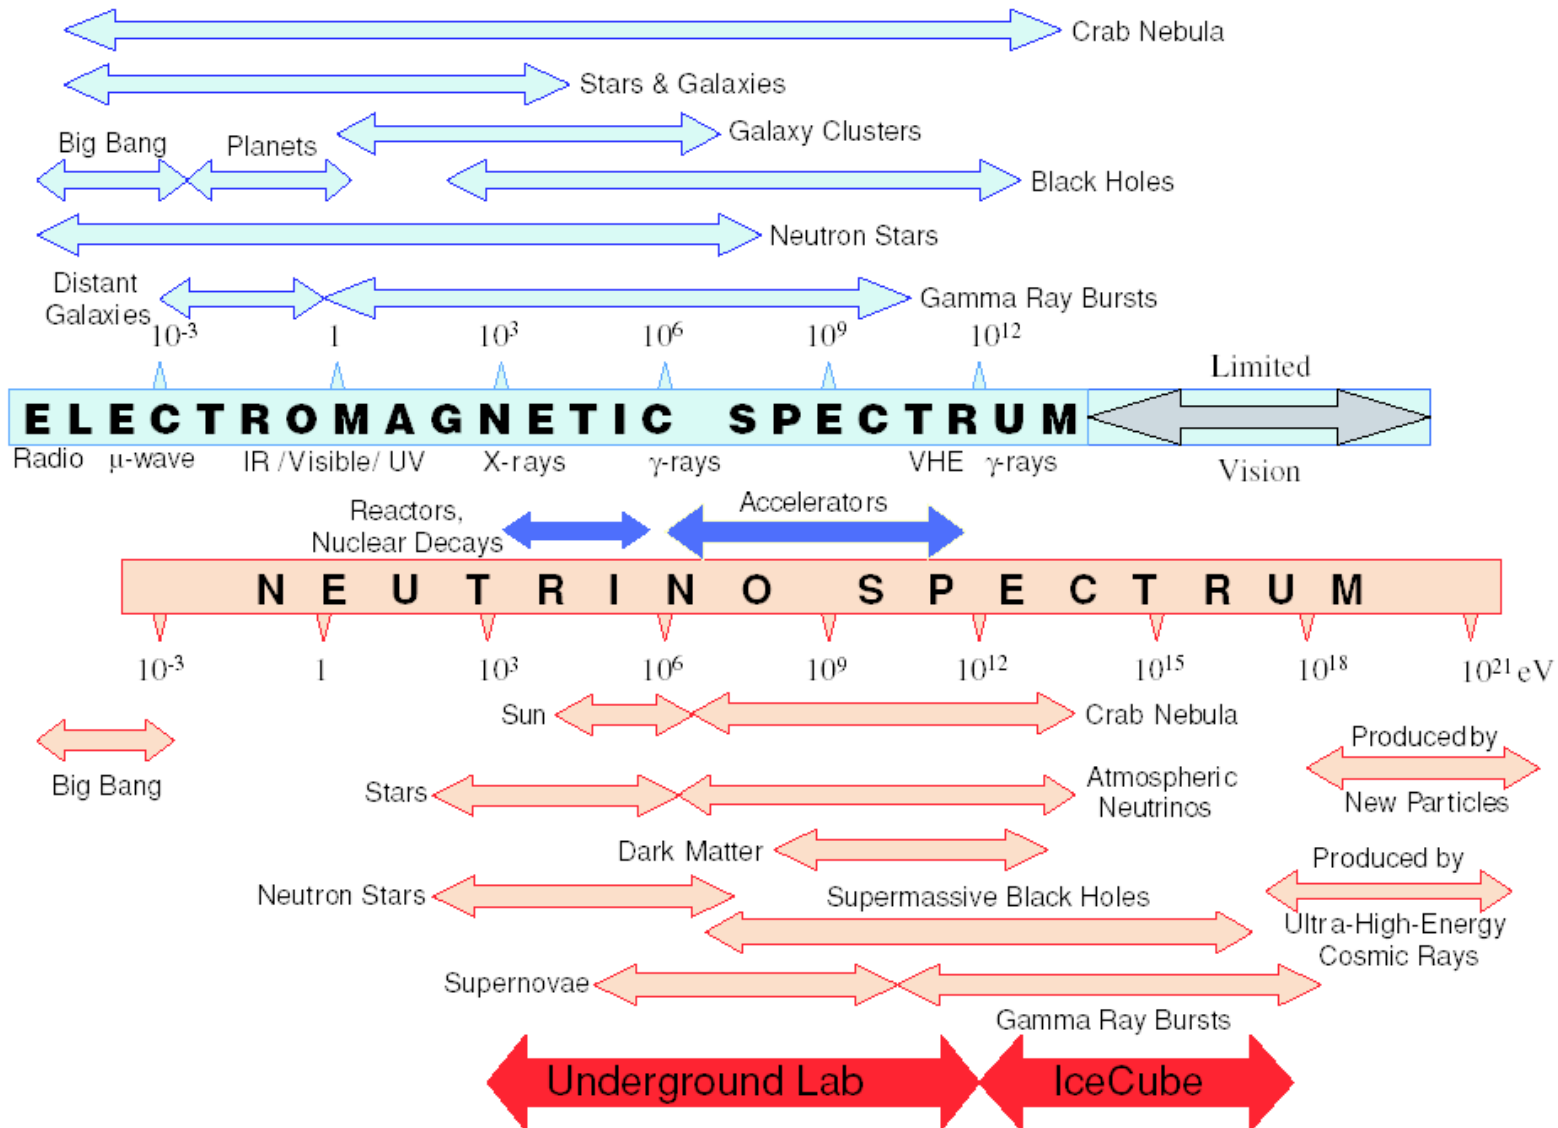 Crab Nebula
Stars & Galaxies
Galaxy Clusters
Big Bang
Planets
Black Holes
Neutron Stars
Distant
Galaxies
Gamma Ray Bursts
10⁻³ 1 10³ 10⁶ 10⁹ 10¹²
Limited
ELECTROMAGNETIC SPECTRUM
Radio μ-wave IR /Visible/ UV X-rays γ-rays VHE γ-rays
Vision
Reactors,
Nuclear Decays
Accelerators
NEUTRINO SPECTRUM
10⁻³ 1 10³ 10⁶ 10⁹ 10¹² 10¹⁵ 10¹⁸ 10²¹ eV
Sun
Crab Nebula
Big Bang
Produced by
New Particles
Stars
Atmospheric
Neutrinos
Dark Matter
Produced by
Ultra-High-Energy
Cosmic Rays
Neutron Stars
Supermassive Black Holes
Supernovae
Gamma Ray Bursts
Underground Lab
IceCube